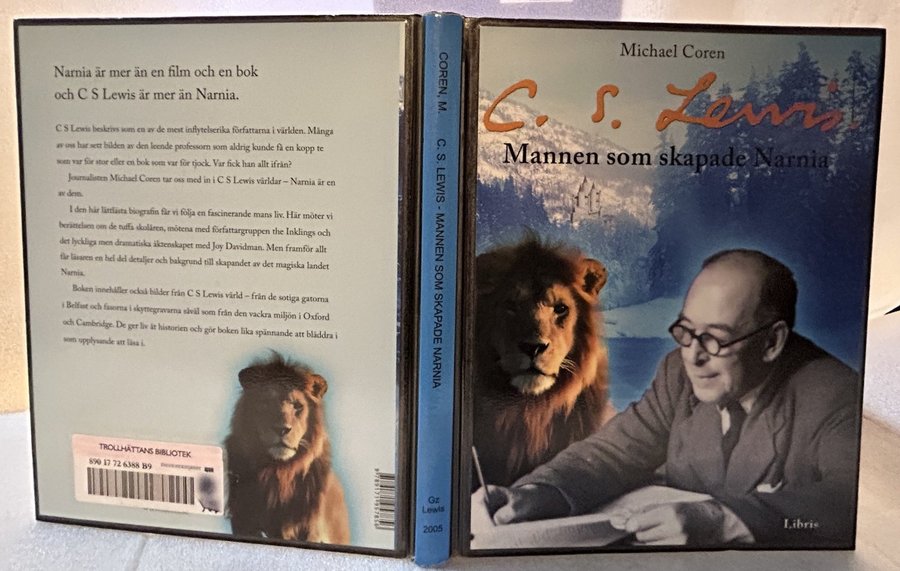 Narnia är mer än en film och en bok
och C S Lewis är mer än Narnia.
C S Lewis beskrivs som en av de mest inflytelserika författarna i världen. Många
av oss har sett bilden av den leende professorn som aldrig kunde få en kopp te
som var för stor eller en bok som var för tjock. Var fick han allt ifrån?
Journalisten Michael Coren tar oss med in i C S Lewis världar – Narnia är en
av dem.
I den här lättlästa biografin får vi följa en fascinerande mans liv. Här möter vi
berättelsen om de tuffa skolåren, mötena med författargruppen the Inklings och
det lyckliga men dramatiska äktenskapet med Joy Davidman. Men framför allt
får läsaren en hel del detaljer och bakgrund till skapandet av det magiska landet
Narnia.
Boken innehåller också bilder från C S Lewis värld – från de sotiga gatorna
i Belfast och fasorna i skyttegravarna såväl som från den vackra miljön i Oxford
och Cambridge. De ger liv åt historien och gör boken lika spännande att bläddra i
som upplysande att läsa i.
TROLLHÄTTANS BIBLIOTEK
890 17 72 6388 B9
COREN, M.
C. S. LEWIS - MANNEN SOM SKAPADE NARNIA
Gz
Lewis
2005
Michael Coren
C. S. Lewis
Mannen som skapade Narnia
Libris